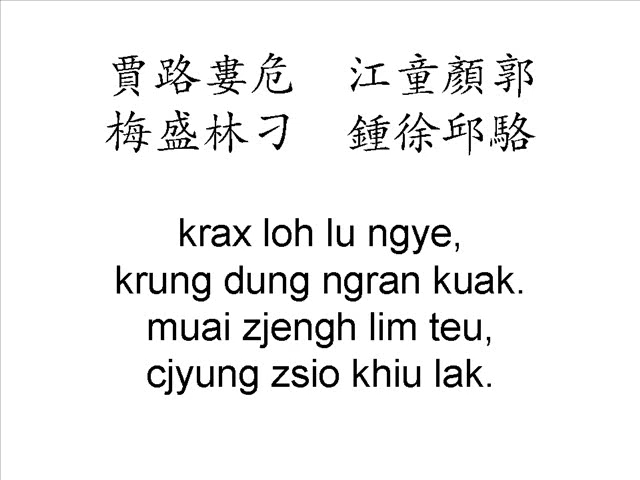 賈路婁危　江童顏郭
梅盛林刁　鍾徐邱駱
krax loh lu ngye,
krung dung ngran kuak.
muai zjengh lim teu,
cjyung zsio khiu lak.